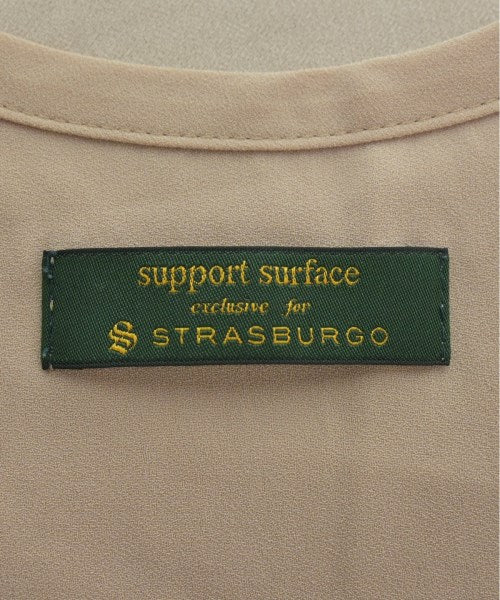 support surface
exclusive for
S STRASBURGO